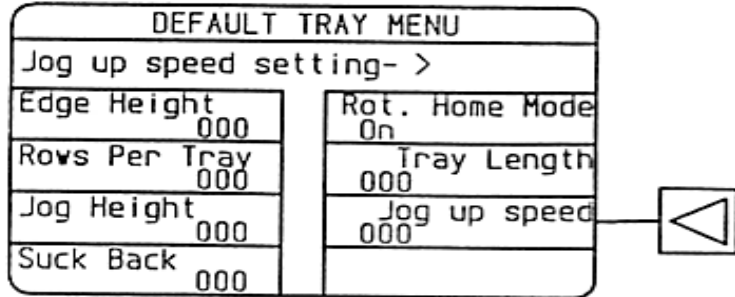 DEFAULT TRAY MENU
Jog up speed setting- >
Edge Height
000
Rows Per Tray
000
Jog Height
000
Suck Back
000
Rot. Home Mode
On
Tray Length
000
Jog up speed
000